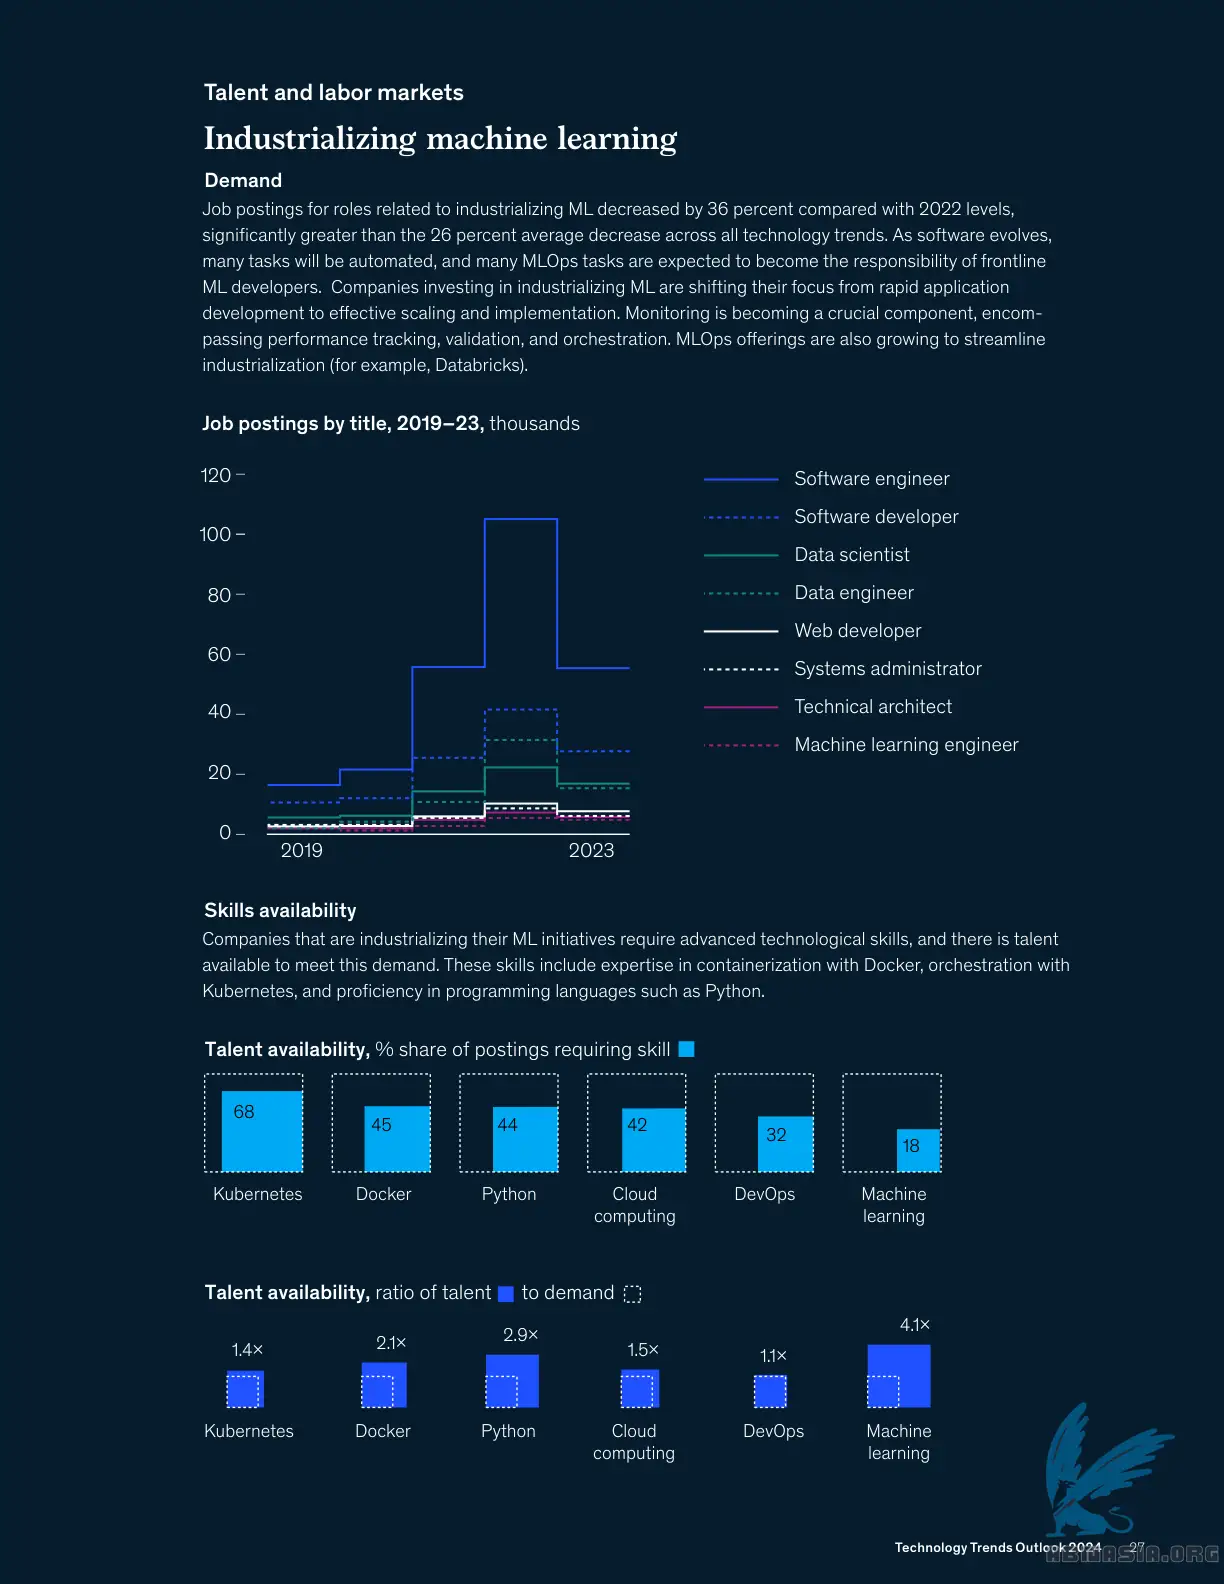 Talent and labor markets
Industrializing machine learning
Demand
Job postings for roles related to industrializing ML decreased by 36 percent compared with 2022 levels,
significantly greater than the 26 percent average decrease across all technology trends. As software evolves,
many tasks will be automated, and many MLOps tasks are expected to become the responsibility of frontline
ML developers.  Companies investing in industrializing ML are shifting their focus from rapid application
development to effective scaling and implementation. Monitoring is becoming a crucial component, encom-
passing performance tracking, validation, and orchestration. MLOps offerings are also growing to streamline
industrialization (for example, Databricks).
Job postings by title, 2019–23, thousands
120
100
80
60
40
20
0
2019 2023
Software engineer
Software developer
Data scientist
Data engineer
Web developer
Systems administrator
Technical architect
Machine learning engineer
Skills availability
Companies that are industrializing their ML initiatives require advanced technological skills, and there is talent
available to meet this demand. These skills include expertise in containerization with Docker, orchestration with
Kubernetes, and proficiency in programming languages such as Python.
Talent availability, % share of postings requiring skill
68 45 44 42 32 18
Kubernetes Docker Python Cloud DevOps Machine
computing learning
Talent availability, ratio of talent to demand
1.4× 2.1× 2.9× 1.5× 1.1× 4.1×
Kubernetes Docker Python Cloud DevOps Machine
computing learning
Technology Trends Outlook 2024 27
ABINASIA.ORG